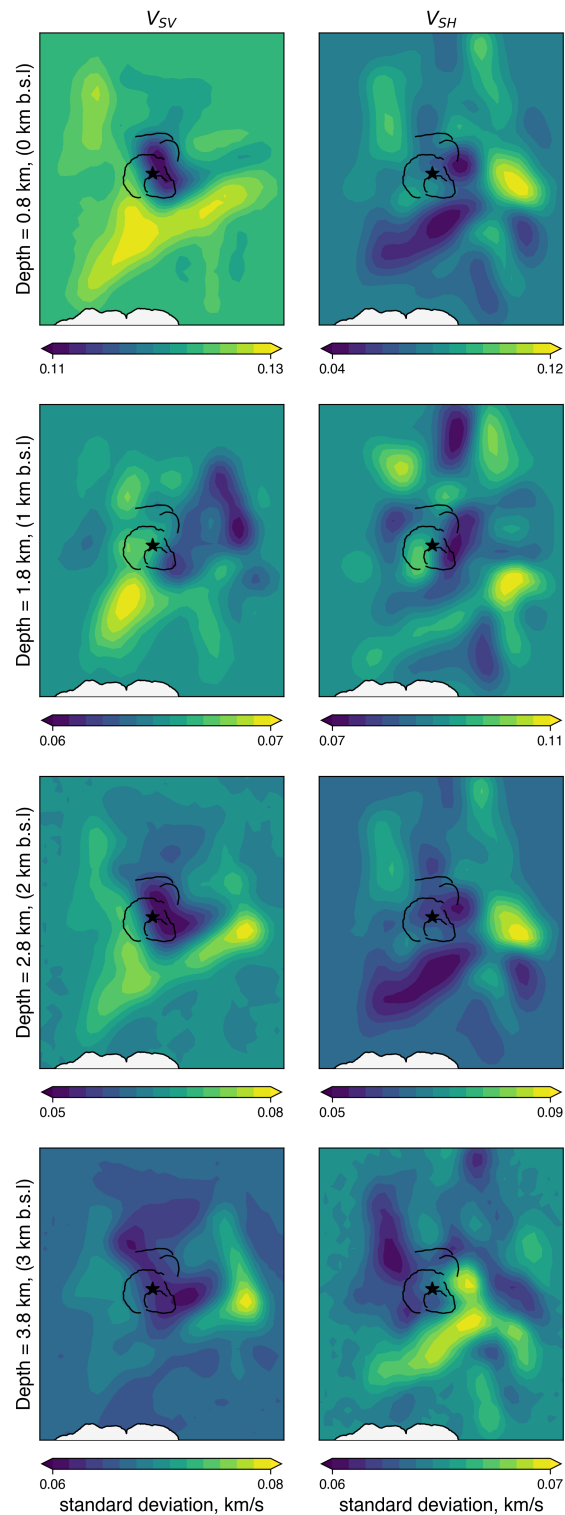 V_SV V_SH
Depth = 0.8 km, (0 km b.s.l)
0.11 0.13 0.04 0.12
Depth = 1.8 km, (1 km b.s.l)
0.06 0.07 0.07 0.11
Depth = 2.8 km, (2 km b.s.l)
0.05 0.08 0.05 0.09
Depth = 3.8 km, (3 km b.s.l)
0.06 0.08 0.06 0.07
standard deviation, km/s standard deviation, km/s